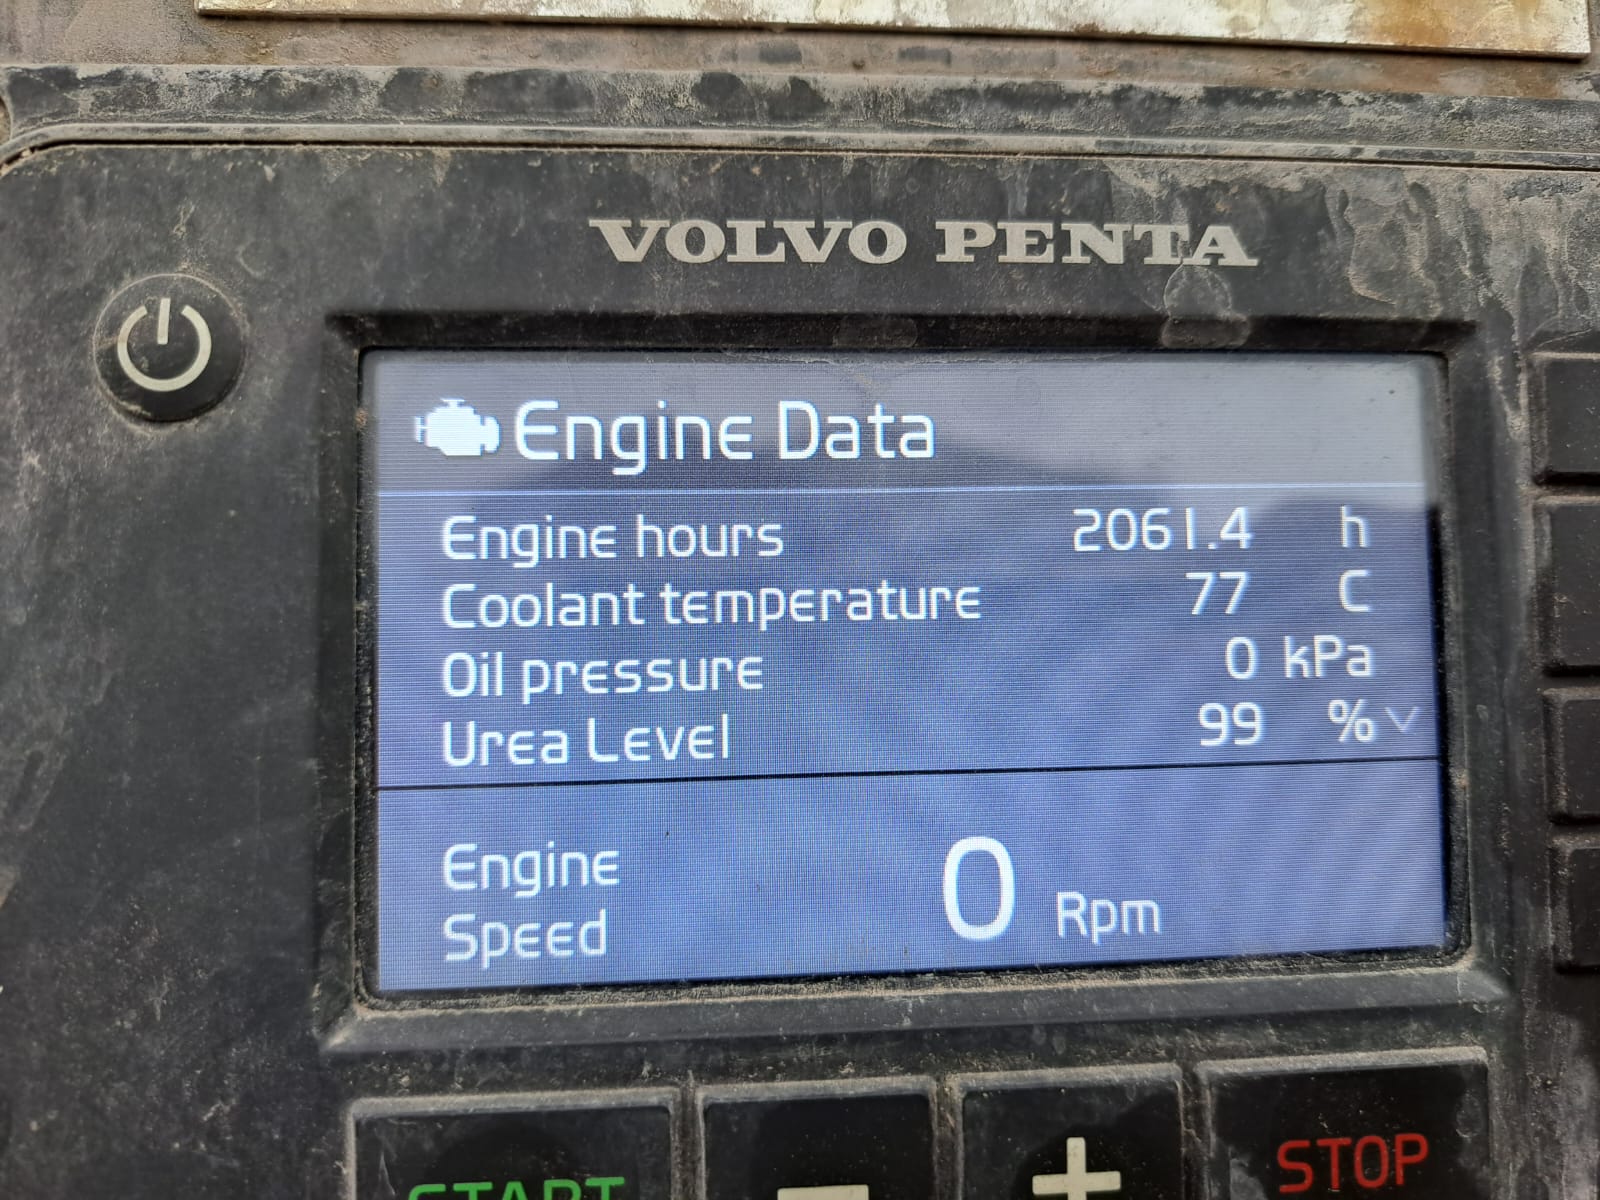 VOLVO PENTA
Engine Data
Engine hours 2061.4 h
Coolant temperature 77 C
Oil pressure 0 kPa
Urea Level 99 %
Engine Speed 0 Rpm
START - + STOP